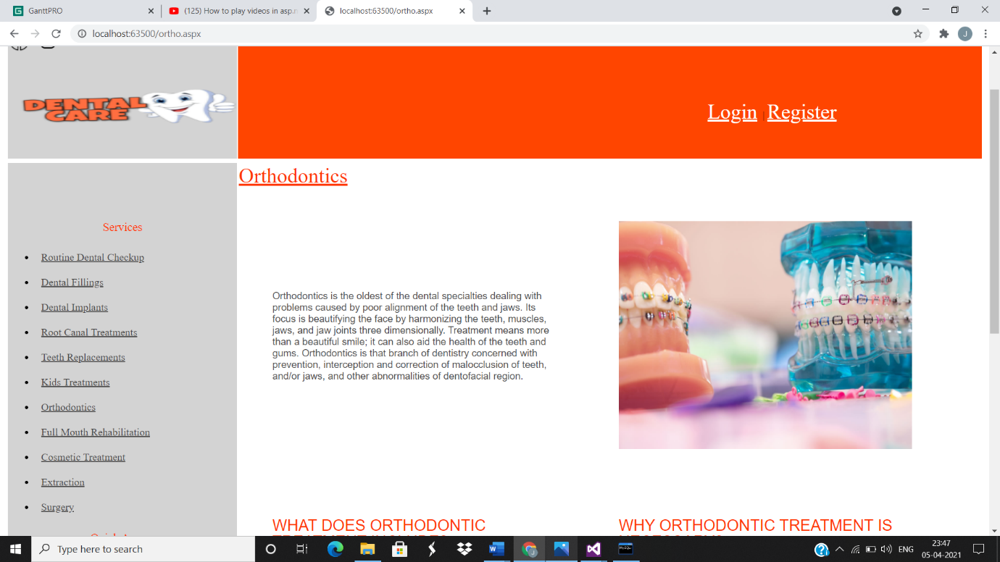 GanttPRO
(125) How to play videos in asp.n
localhost:63500/ortho.aspx
localhost:63500/ortho.aspx
J
DENTAL
CARE
Login | Register
Orthodontics
Services
Routine Dental Checkup
Dental Fillings
Dental Implants
Root Canal Treatments
Teeth Replacements
Kids Treatments
Orthodontics
Full Mouth Rehabilitation
Cosmetic Treatment
Extraction
Surgery
Orthodontics is the oldest of the dental specialties dealing with
problems caused by poor alignment of the teeth and jaws. Its
focus is beautifying the face by harmonizing the teeth, muscles,
jaws, and jaw joints three dimensionally. Treatment means more
than a beautiful smile; it can also aid the health of the teeth and
gums. Orthodontics is that branch of dentistry concerned with
prevention, interception and correction of malocclusion of teeth,
and/or jaws, and other abnormalities of dentofacial region.
WHAT DOES ORTHODONTIC
WHY ORTHODONTIC TREATMENT IS
Type here to search
ENG
23:47
05-04-2021